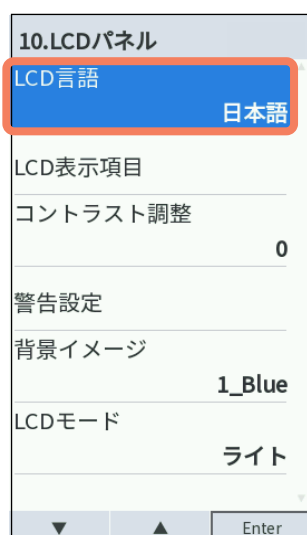 10.LCDパネル
LCD言語
日本語
LCD表示項目
コントラスト調整
0
警告設定
背景イメージ
1_Blue
LCDモード
ライト
▼ ▲ Enter